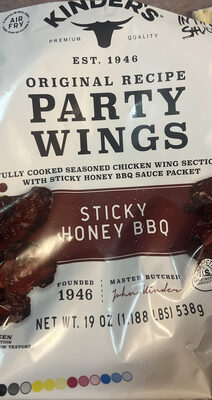 KINDER'S
AIR
FRY
PREMIUM QUALITY
EST. 1946
ORIGINAL RECIPE
PARTY
WINGS
FULLY COOKED SEASONED CHICKEN WING SECTIONS
WITH STICKY HONEY BBQ SAUCE PACKET
STICKY
HONEY BBQ
FOUNDED
1946
MASTER BUTCHER
John Kinder
NET WT. 19 OZ (1.188 LBS) 538g